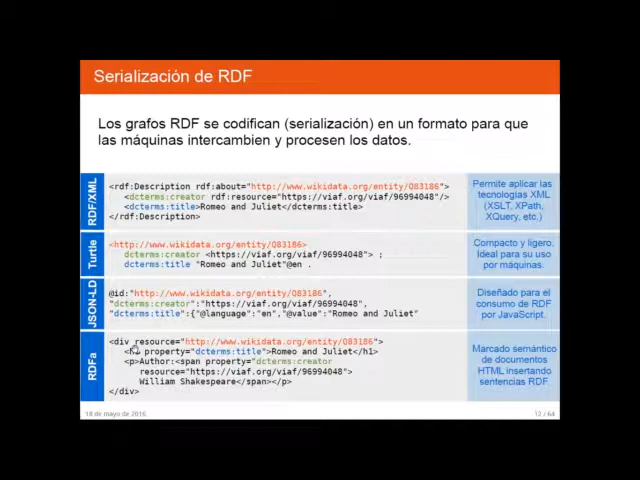 Serialización de RDF
Los grafos RDF se codifican (serialización) en un formato para que
las máquinas intercambien y procesen los datos.
RDF/XML
<rdf:Description rdf:about="http://www.wikidata.org/entity/Q83186">
<dcterms:creator rdf:resource="https://viaf/viaf/96994048"/>
<dcterms:title>Romeo and Juliet</dcterms:title>
</rdf:Description>
Permite aplicar las
tecnologías XML
(XSLT, XPath,
XQuery, etc.)
Turtle
<http://www.wikidata.org/entity/Q83186>
dcterms:creator <https://viaf/viaf/96994048> ;
dcterms:title "Romeo and Juliet"@en .
Compacto y ligero.
Ideal para su uso
por máquinas.
JSON-LD
@id:"http://www.wikidata.org/entity/Q83186",
"dcterms:creator":"https://viaf/viaf/96994048",
"dcterms:title":{"@language":"en","@value":"Romeo and Juliet"
Diseñado para el
consumo de RDF
por JavaScript.
RDFa
<div resource="http://www.wikidata.org/entity/Q83186">
property="dcterms:title">Romeo and Juliet</h1>
<p>Author:<span property="dcterms:creator
resource="https://viaf/viaf/96994048">
William Shakespeare</span></p>
</div>
Marcado semántico
de documentos
HTML insertando
sentencias RDF.
18 de mayo de 2016
12 / 64